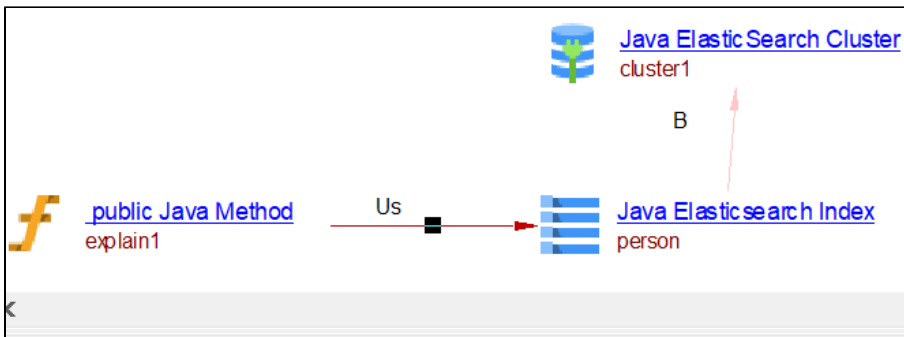 Java ElasticSearch Cluster
cluster1
B
public Java Method
explain1
Us
Java Elasticsearch Index
person